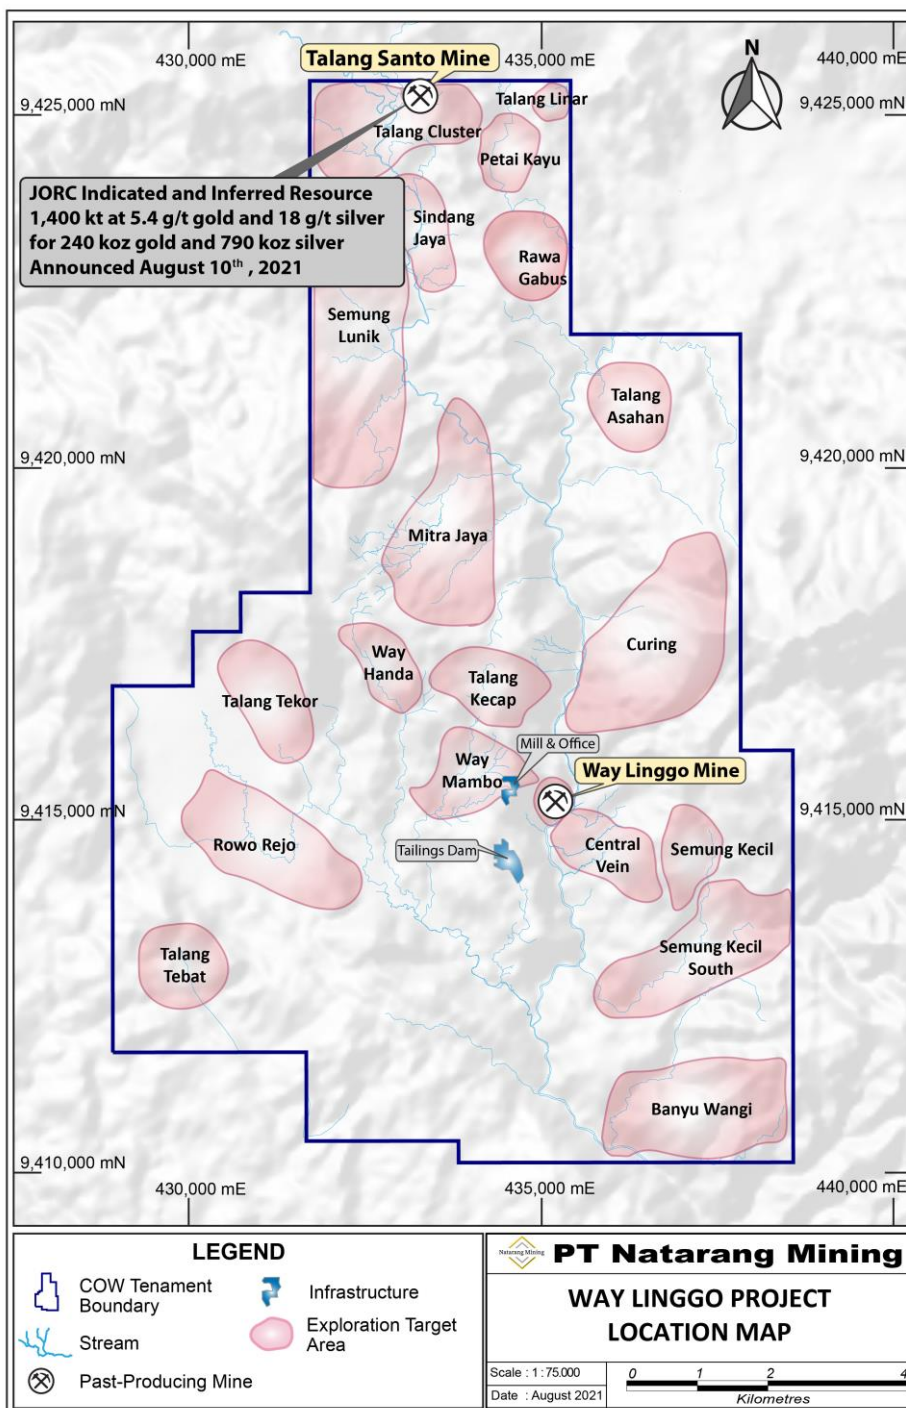 430,000 mE
435,000 mE
440,000 mE
Talang Santo Mine
N
9,425,000 mN
9,425,000 mN
Talang Linar
Talang Cluster
Petai Kayu
JORC Indicated and Inferred Resource
1,400 kt at 5.4 g/t gold and 18 g/t silver
for 240 koz gold and 790 koz silver
Announced August 10th , 2021
Sindang
Jaya
Rawa
Gabus
Semung
Lunik
Talang
Asahan
9,420,000 mN
9,420,000 mN
Mitra Jaya
Curing
Way
Handa
Talang
Kecap
Talang Tekor
Mill & Office
Way
Mambo
Way Linggo Mine
9,415,000 mN
9,415,000 mN
Rowo Rejo
Tailings Dam
Central
Vein
Semung Kecil
Talang
Tebat
Semung Kecil
South
Banyu Wangi
9,410,000 mN
430,000 mE
435,000 mE
440,000 mE
LEGEND
COW Tenament
Boundary
Infrastructure
Stream
Exploration Target
Area
Past-Producing Mine
Natarang Mining
PT Natarang Mining
WAY LINGGO PROJECT
LOCATION MAP
Scale : 1 : 75.000
Date : August 2021
0 1 2 4
Kilometres